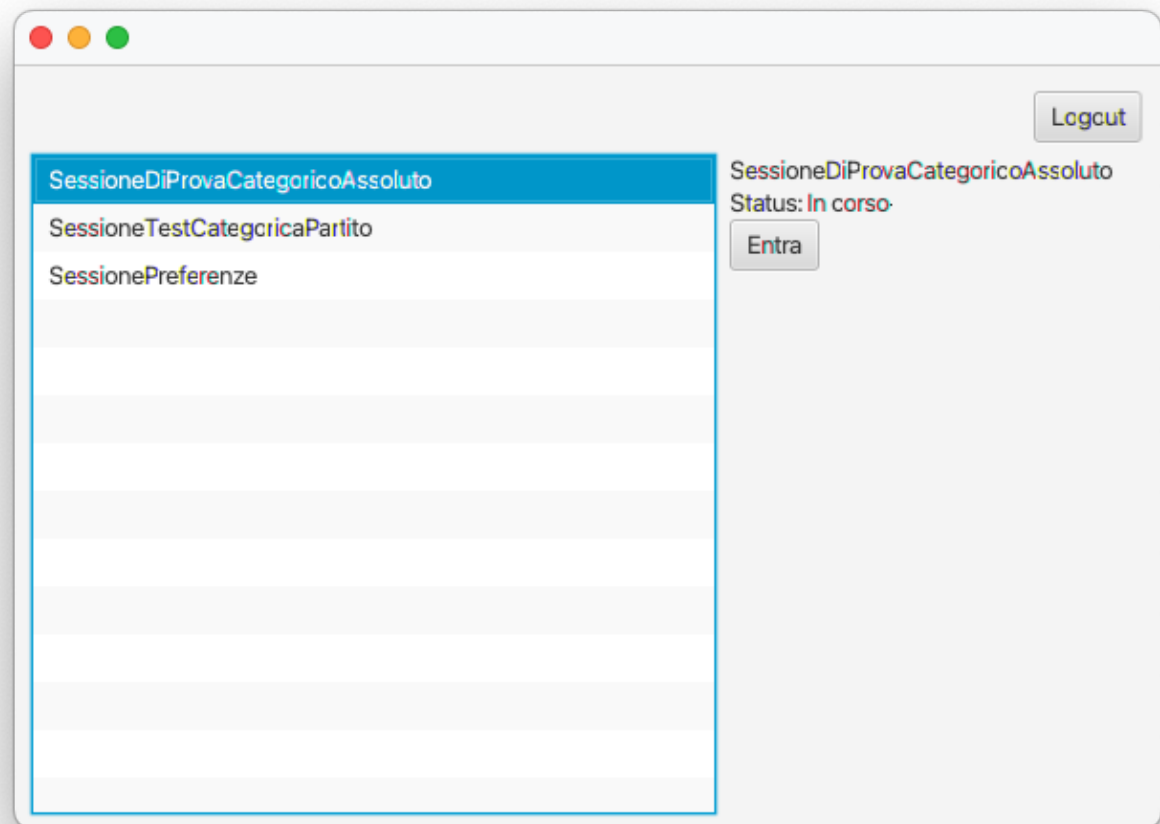 Logout
SessioneDiProvaCategoricoAssoluto
SessioneTestCategoricaPartito
SessionePreferenze
SessioneDiProvaCategoricoAssoluto
Status: In corso
Entra